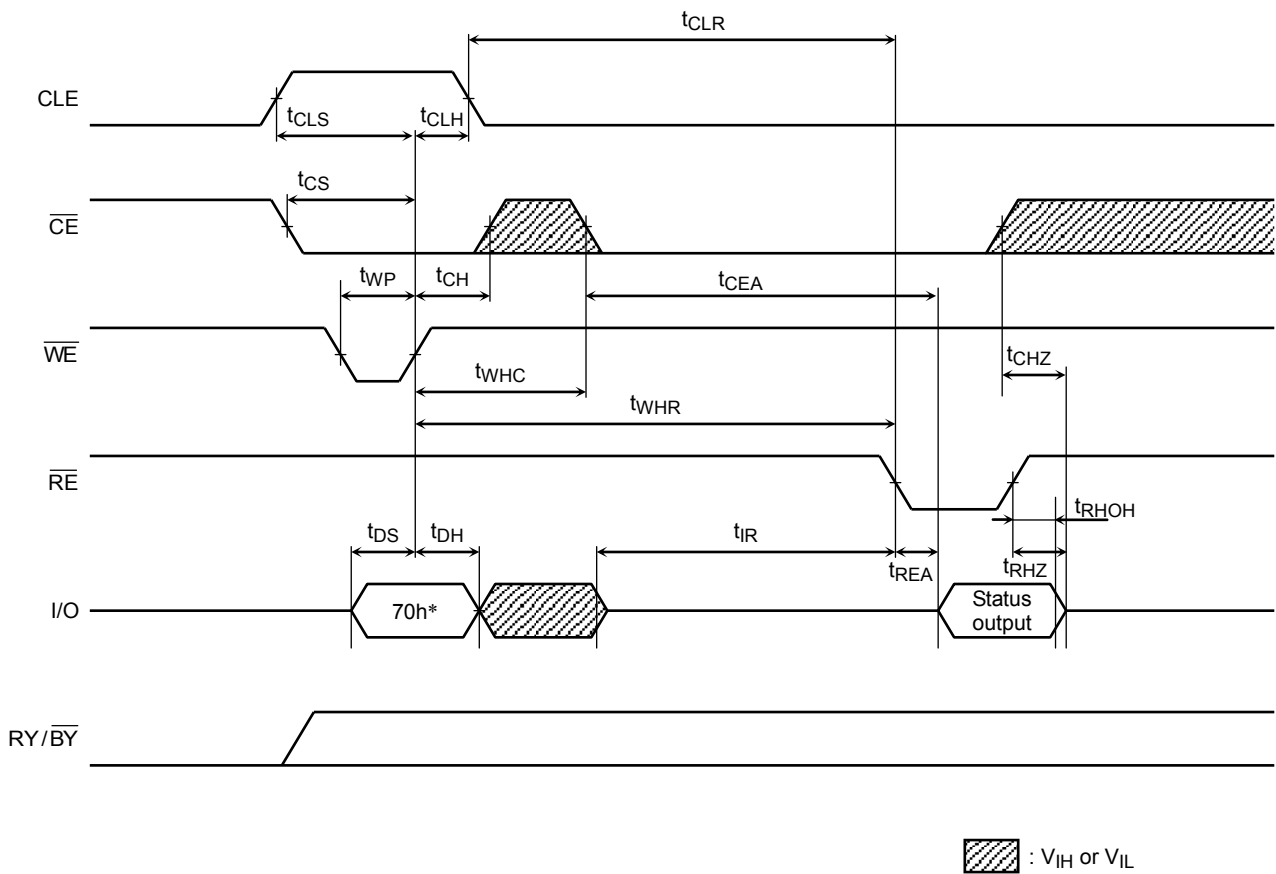 tCLR
CLE
tCLS
tCLH
tCS
CE
tWP
tCH
tCEA
WE
tCHZ
tWHC
tWHR
RE
tRHOH
tDS
tDH
tIR
tREA
tRHZ
I/O
70h*
Status
output
RY/BY
: VIH or VIL